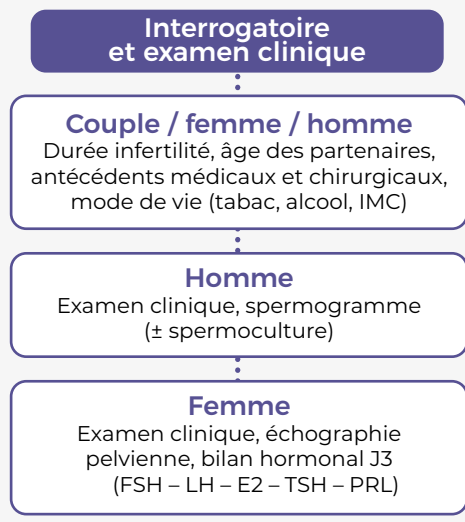 Interrogatoire
et examen clinique
Couple / femme / homme
Durée infertilité, âge des partenaires,
antécédents médicaux et chirurgicaux,
mode de vie (tabac, alcool, IMC)
Homme
Examen clinique, spermogramme
(± spermoculture)
Femme
Examen clinique, échographie
pelvienne, bilan hormonal J3
(FSH – LH – E2 – TSH – PRL)